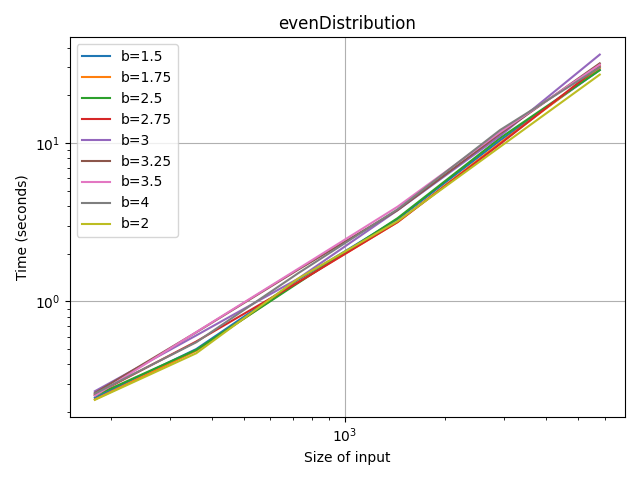 evenDistribution
b=1.5
b=1.75
b=2.5
b=2.75
b=3
b=3.25
b=3.5
b=4
b=2
Time (seconds)
10¹
10⁰
10³
Size of input